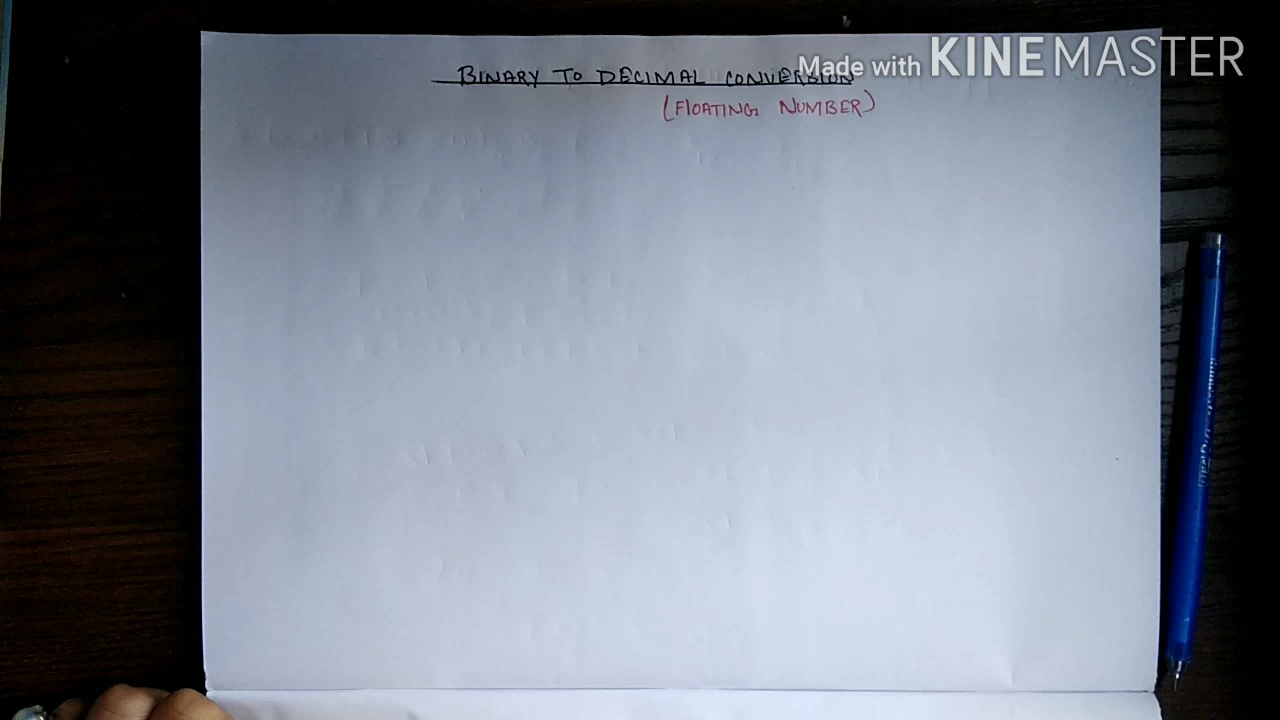 Made with KINEMASTER
BINARY TO DECIMAL CONVERSION
(FLOATING NUMBER)